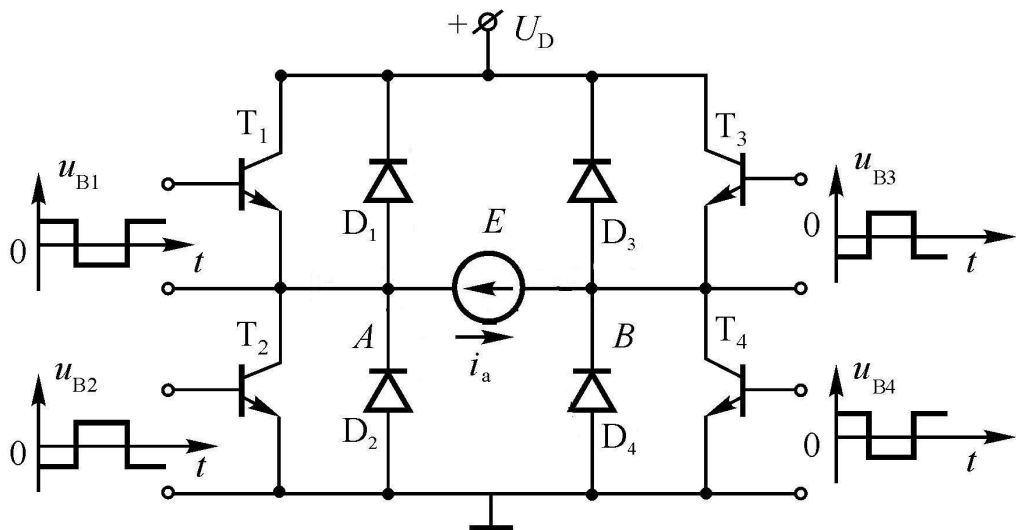 + U_D
T_1
T_3
u_B1
u_B3
0
t
D_1
E
D_3
0
t
A
i_a
B
T_2
T_4
u_B2
u_B4
0
t
D_2
D_4
0
t